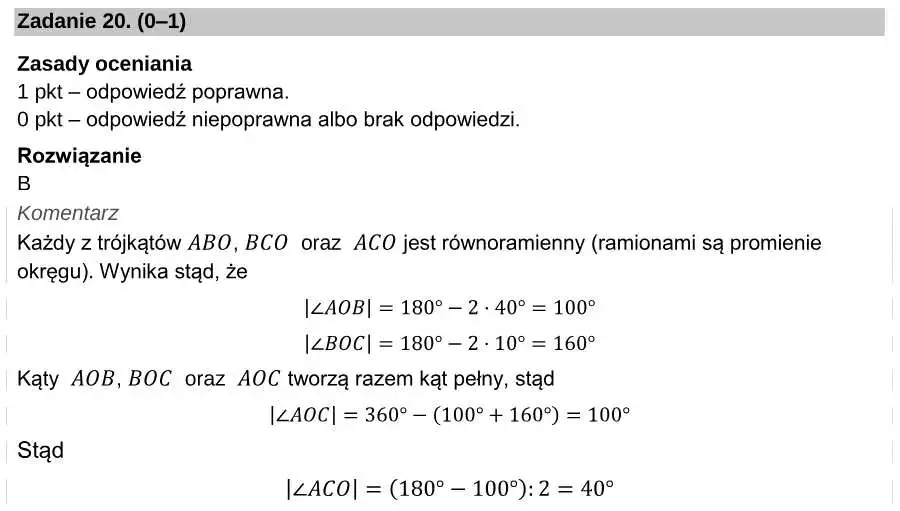 Zadanie 20. (0–1)
Zasady oceniania
1 pkt – odpowiedź poprawna.
0 pkt – odpowiedź niepoprawna albo brak odpowiedzi.
Rozwiązanie
B
Komentarz
Każdy z trójkątów ABO, BCO oraz ACO jest równoramienny (ramionami są promienie
okręgu). Wynika stąd, że
|∠AOB| = 180° − 2 · 40° = 100°
|∠BOC| = 180° − 2 · 10° = 160°
Kąty AOB, BOC oraz AOC tworzą razem kąt pełny, stąd
|∠AOC| = 360° − (100° + 160°) = 100°
Stąd
|∠ACO| = (180° − 100°): 2 = 40°